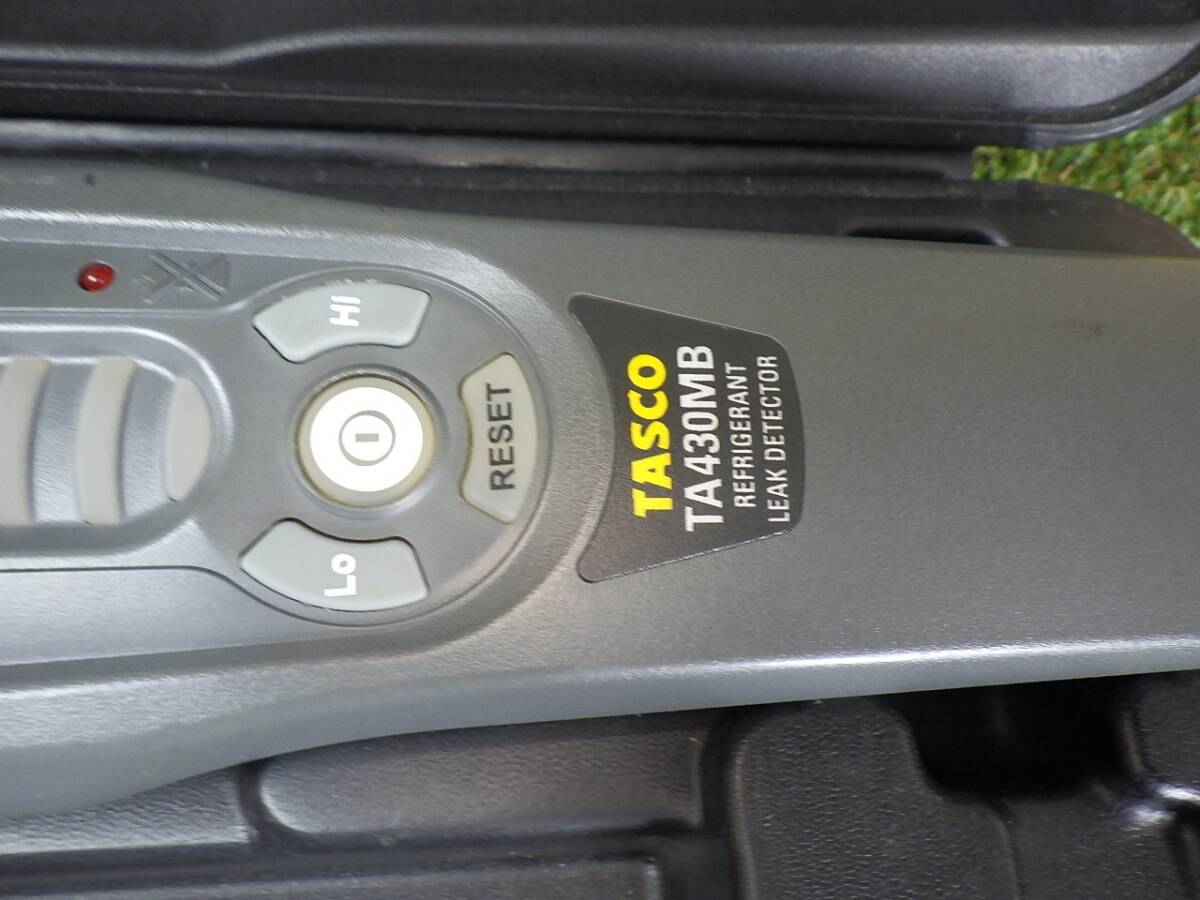 Hi
RESET
Lo
TASCO
TA430MB
REFRIGERANT
LEAK DETECTOR